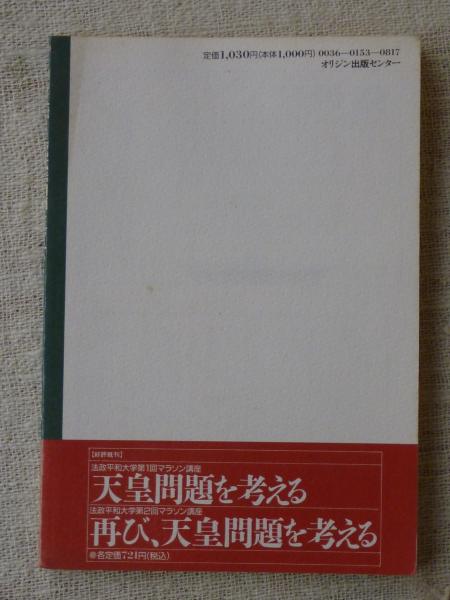 定価1,030円(本体1,000円) 0036—0153—0817
オリジン出版センター
【好評既刊】
法政平和大学第1回マラソン講座
天皇問題を考える
法政平和大学第2回マラソン講座
再び、天皇問題を考える
●各定価724円(税込)